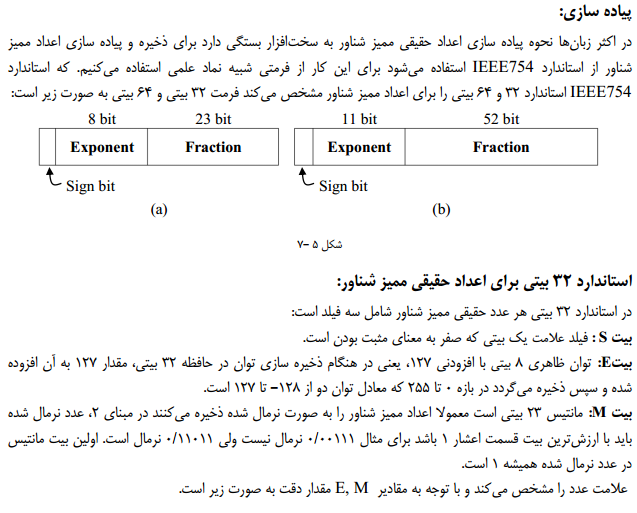 پیاده سازی:
در اکثر زبان‌ها نحوه پیاده سازی اعداد حقیقی ممیز شناور به سخت‌افزار بستگی دارد برای ذخیره و پیاده سازی اعداد ممیز
شناور از استاندارد IEEE754 استفاده می‌شود برای این کار از فرمتی شبیه نماد علمی استفاده می‌کنیم. که استاندارد
IEEE754 استاندارد ۳۲ و ۶۴ بیتی را برای اعداد ممیز شناور مشخص می‌کند فرمت ۳۲ بیتی و ۶۴ بیتی به صورت زیر است:
8 bit 23 bit 11 bit 52 bit
Exponent Fraction Exponent Fraction
Sign bit Sign bit
(a) (b)
شکل ۵ -۷
استاندارد ۳۲ بیتی برای اعداد حقیقی ممیز شناور:
در استاندارد ۳۲ بیتی هر عدد حقیقی ممیز شناور شامل سه فیلد است:
بیت S : فیلد علامت یک بیتی که صفر به معنای مثبت بودن است.
بیتE: توان ظاهری ۸ بیتی با افزودنی ۱۲۷، یعنی در هنگام ذخیره سازی توان در حافظه ۳۲ بیتی، مقدار ۱۲۷ به آن افزوده
شده و سپس ذخیره می‌گردد در بازه ۰ تا ۲۵۵ که معادل توان دو از ۱۲۸- تا ۱۲۷ است.
بیت M: مانتیس ۲۳ بیتی است معمولا اعداد ممیز شناور را به صورت نرمال شده ذخیره می‌کنند در مبنای ۲، عدد نرمال شده
باید با ارزش‌ترین بیت قسمت اعشار ۱ باشد برای مثال ۰/۰۰۱۱۱ نرمال نیست ولی ۰/۱۱۰۱۱ نرمال است. اولین بیت مانتیس
در عدد نرمال شده همیشه ۱ است.
علامت عدد را مشخص می‌کند و با توجه به مقادیر E, M مقدار دقت به صورت زیر است.